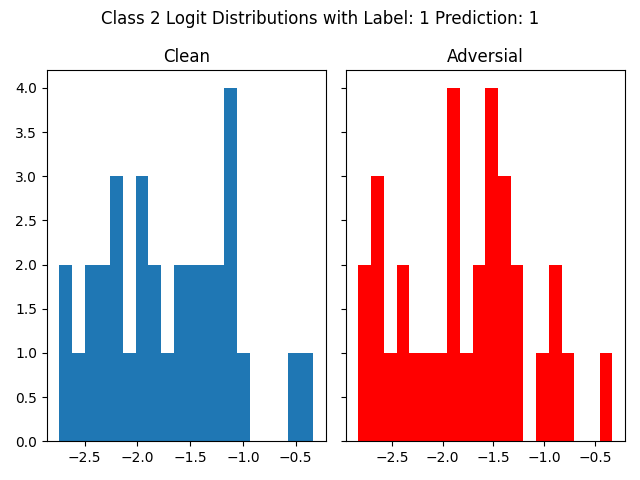 Class 2 Logit Distributions with Label: 1 Prediction: 1
Clean
Adversial
4.0
3.5
3.0
2.5
2.0
1.5
1.0
0.5
0.0
−2.5 −2.0 −1.5 −1.0 −0.5
−2.5 −2.0 −1.5 −1.0 −0.5